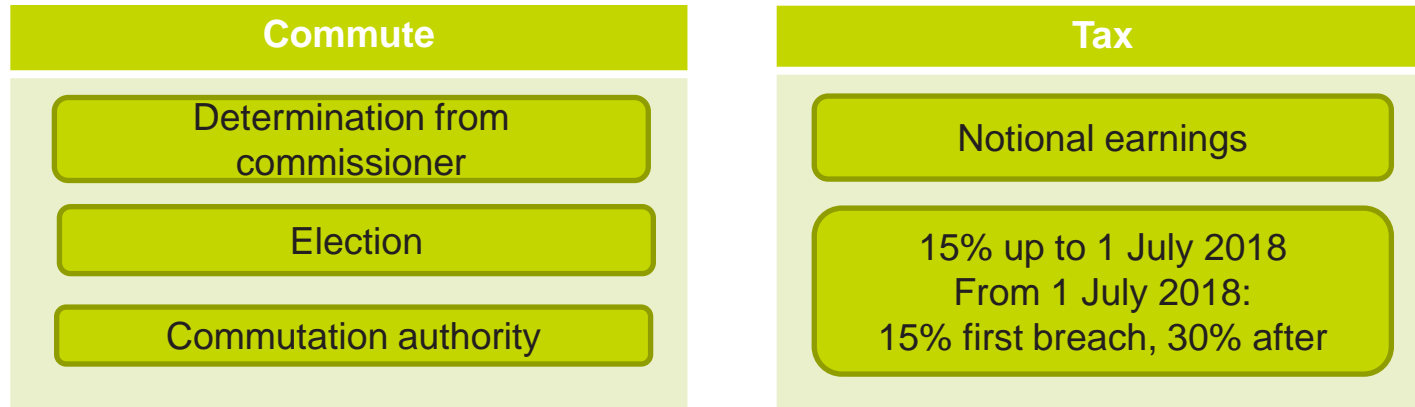 Commute
Determination from
commissioner
Election
Commutation authority
Tax
Notional earnings
15% up to 1 July 2018
From 1 July 2018:
15% first breach, 30% after